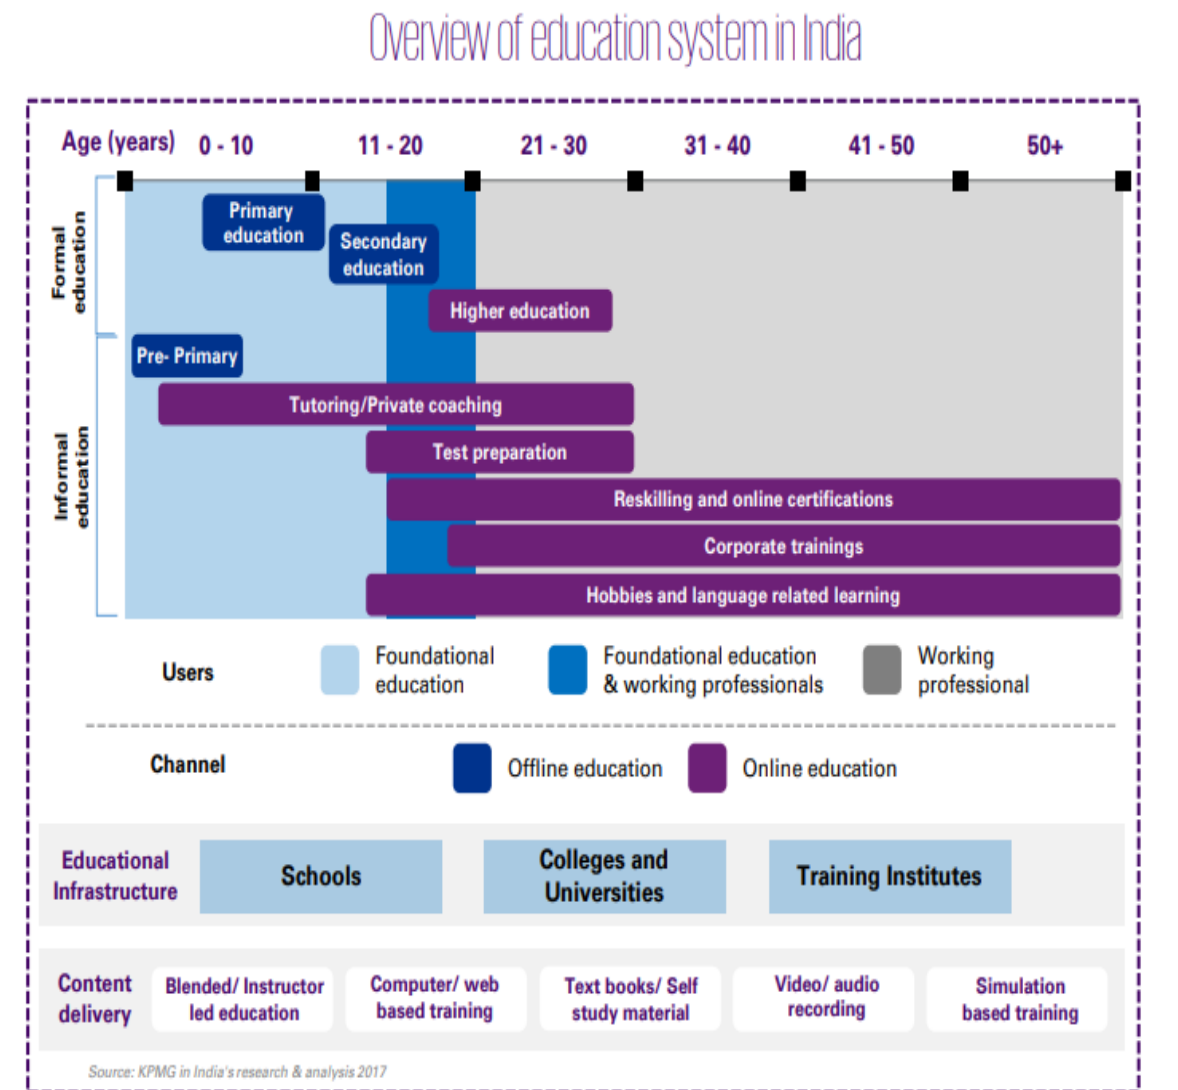 Overview of education system in India
Age (years) 0 - 10 11 - 20 21 - 30 31 - 40 41 - 50 50+
Formal
education
Primary
education
Secondary
education
Higher education
Informal
education
Pre- Primary
Tutoring/Private coaching
Test preparation
Reskilling and online certifications
Corporate trainings
Hobbies and language related learning
Users
Foundational
education
Foundational education
& working professionals
Working
professional
Channel
Offline education
Online education
Educational
Infrastructure
Schools
Colleges and
Universities
Training Institutes
Content
delivery
Blended/ Instructor
led education
Computer/ web
based training
Text books/ Self
study material
Video/ audio
recording
Simulation
based training
Source: KPMG in India's research & analysis 2017